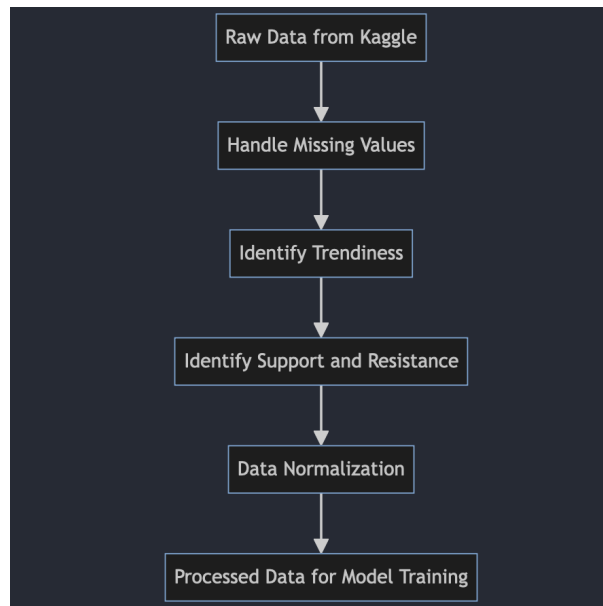 Raw Data from Kaggle
Handle Missing Values
Identify Trendiness
Identify Support and Resistance
Data Normalization
Processed Data for Model Training